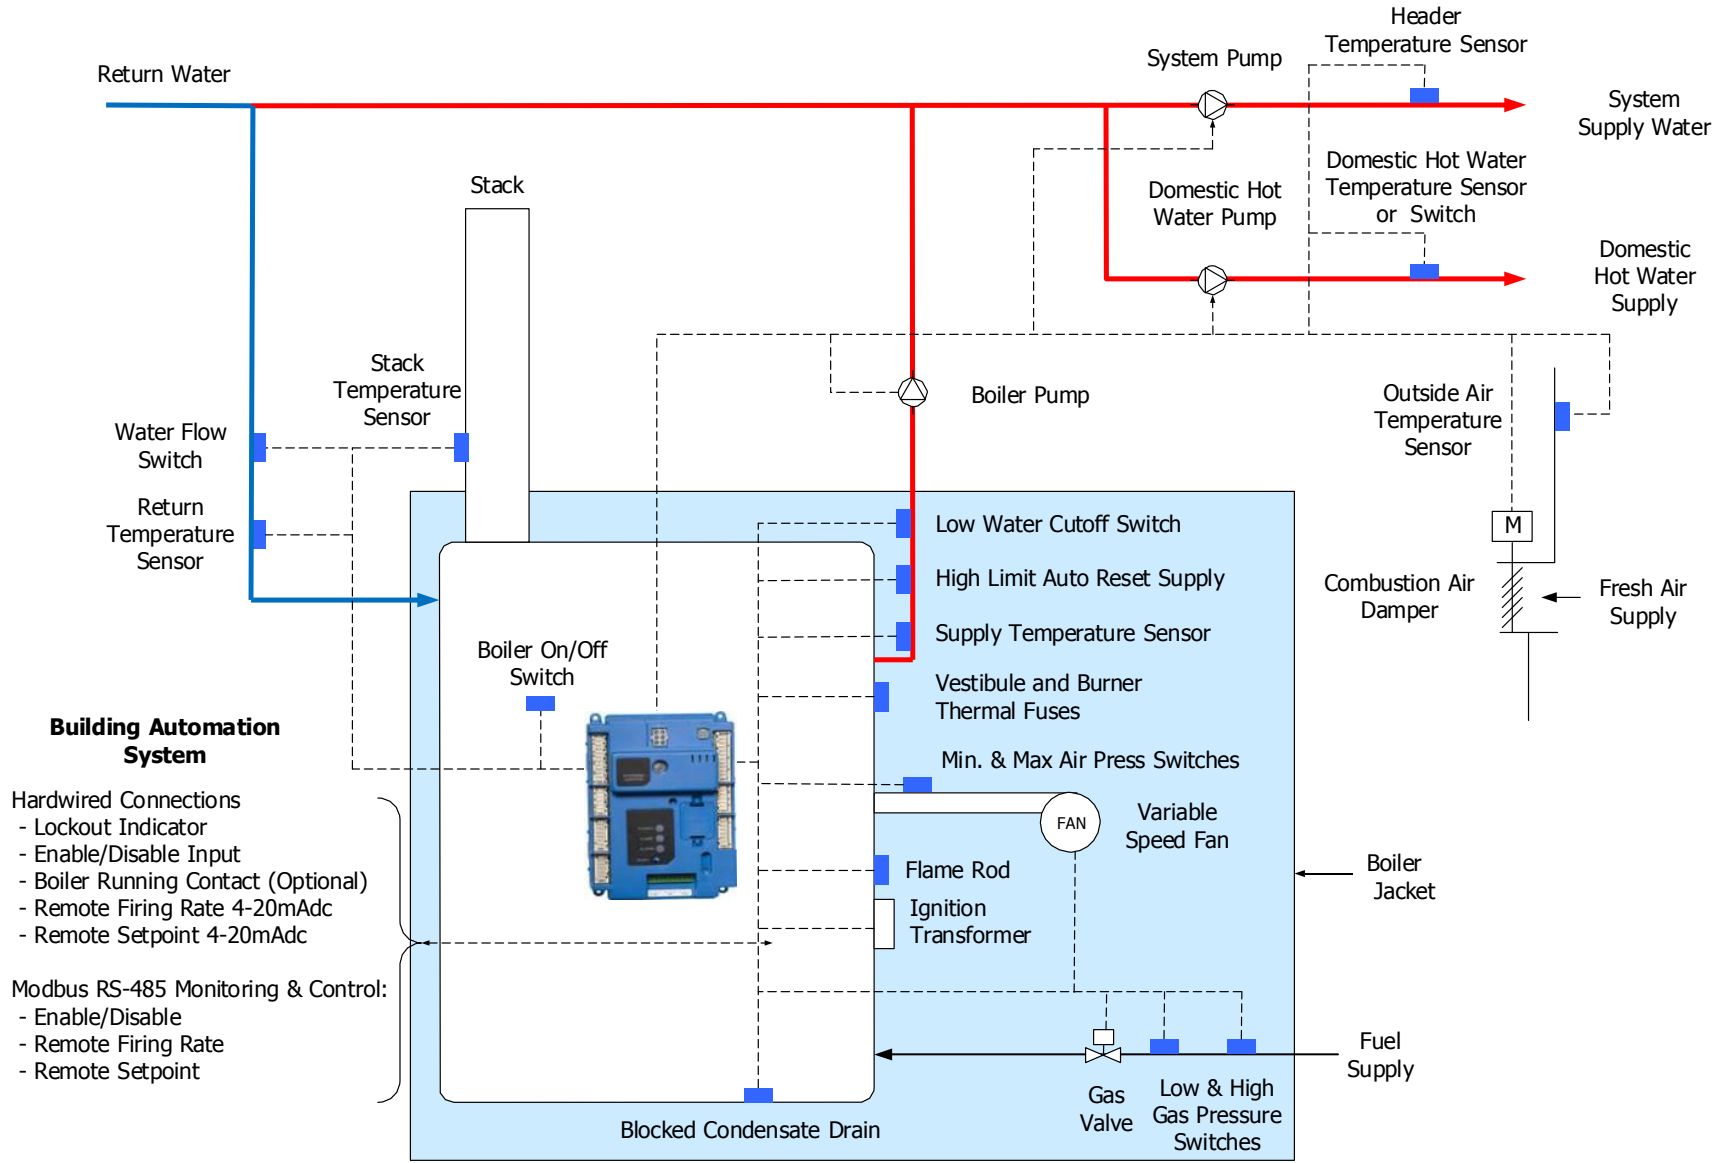 Header
Temperature Sensor
System Pump
Return Water
System
Supply Water
Domestic Hot Water
Temperature Sensor
or Switch
Stack
Domestic Hot
Water Pump
Domestic
Hot Water
Supply
Stack
Temperature
Sensor
Boiler Pump
Outside Air
Temperature
Sensor
Water Flow
Switch
Return
Temperature
Sensor
Low Water Cutoff Switch
M
High Limit Auto Reset Supply
Combustion Air
Damper
Fresh Air
Supply
Supply Temperature Sensor
Boiler On/Off
Switch
Vestibule and Burner
Thermal Fuses
Building Automation
System
Min. & Max Air Press Switches
Hardwired Connections
- Lockout Indicator
- Enable/Disable Input
- Boiler Running Contact (Optional)
- Remote Firing Rate 4-20mAdc
- Remote Setpoint 4-20mAdc
FAN
Variable
Speed Fan
Flame Rod
Boiler
Jacket
Ignition
Transformer
Modbus RS-485 Monitoring & Control:
- Enable/Disable
- Remote Firing Rate
- Remote Setpoint
Fuel
Supply
Gas
Valve
Low & High
Gas Pressure
Switches
Blocked Condensate Drain